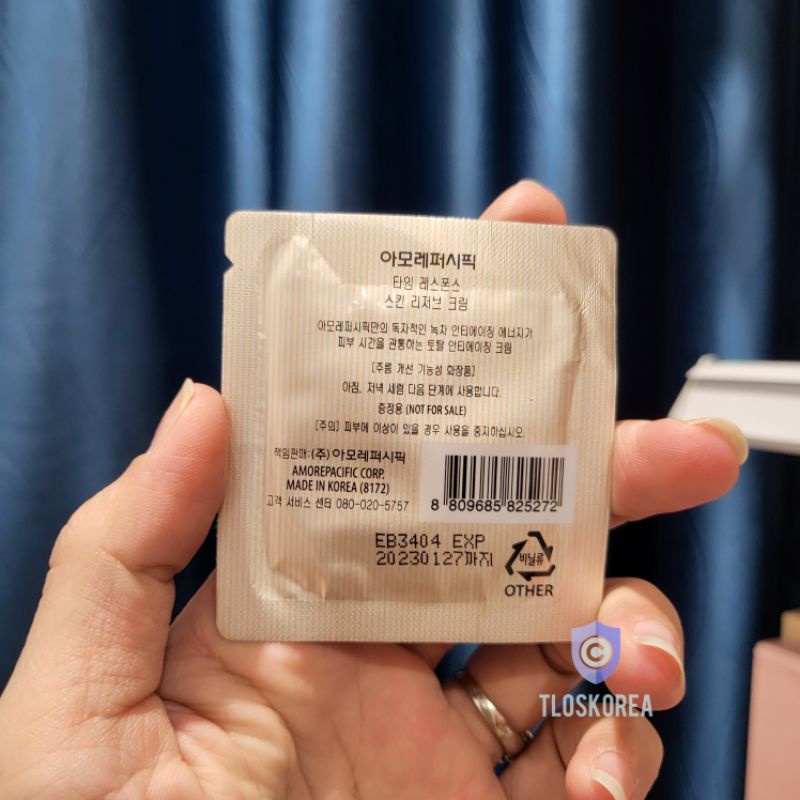 아모레퍼시픽
타임 레스폰스
스킨 리저브 크림
아모레퍼시픽만의 독자적인 녹차 안티에이징 에너지가
피부 시간을 관통하는 토탈 안티에이징 크림
[주름 개선 기능성 화장품]
아침, 저녁 세럼 다음 단계에 사용합니다.
증정용 (NOT FOR SALE)
[주의] 피부에 이상이 있을 경우 사용을 중지하십시오.
책임판매: (주) 아모레퍼시픽
AMOREPACIFIC CORP.
MADE IN KOREA (8172)
고객 서비스 센터 080-020-5757
8 809685 825272
EB3404 EXP
20230127까지
비닐류
OTHER
C
TLOSKOREA